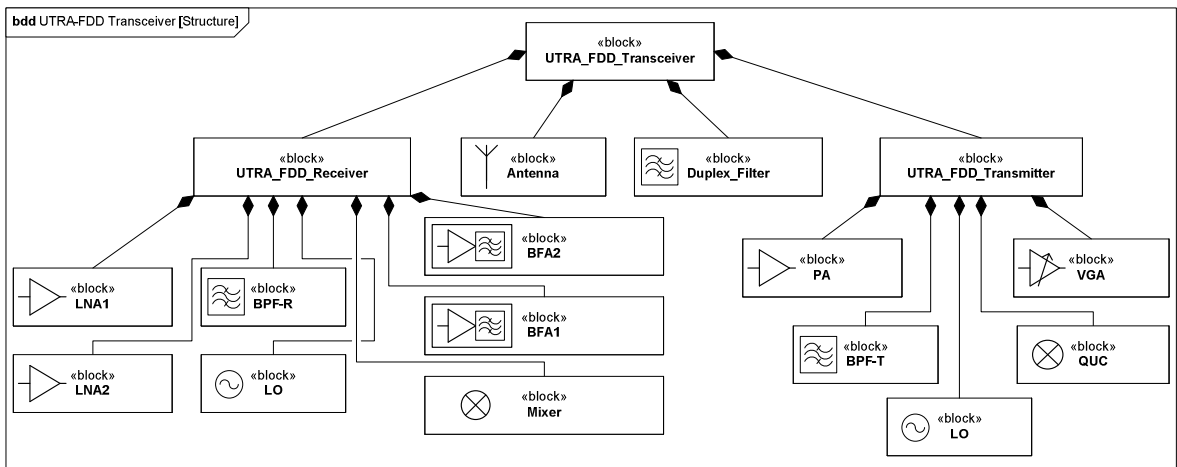 bdd UTRA-FDD Transceiver [Structure]
«block»
UTRA_FDD_Transceiver
«block»
UTRA_FDD_Receiver
«block»
Antenna
«block»
Duplex_Filter
«block»
UTRA_FDD_Transmitter
«block»
LNA1
«block»
BPF-R
«block»
BFA2
«block»
BFA1
«block»
LNA2
«block»
LO
«block»
Mixer
«block»
PA
«block»
VGA
«block»
BPF-T
«block»
QUC
«block»
LO